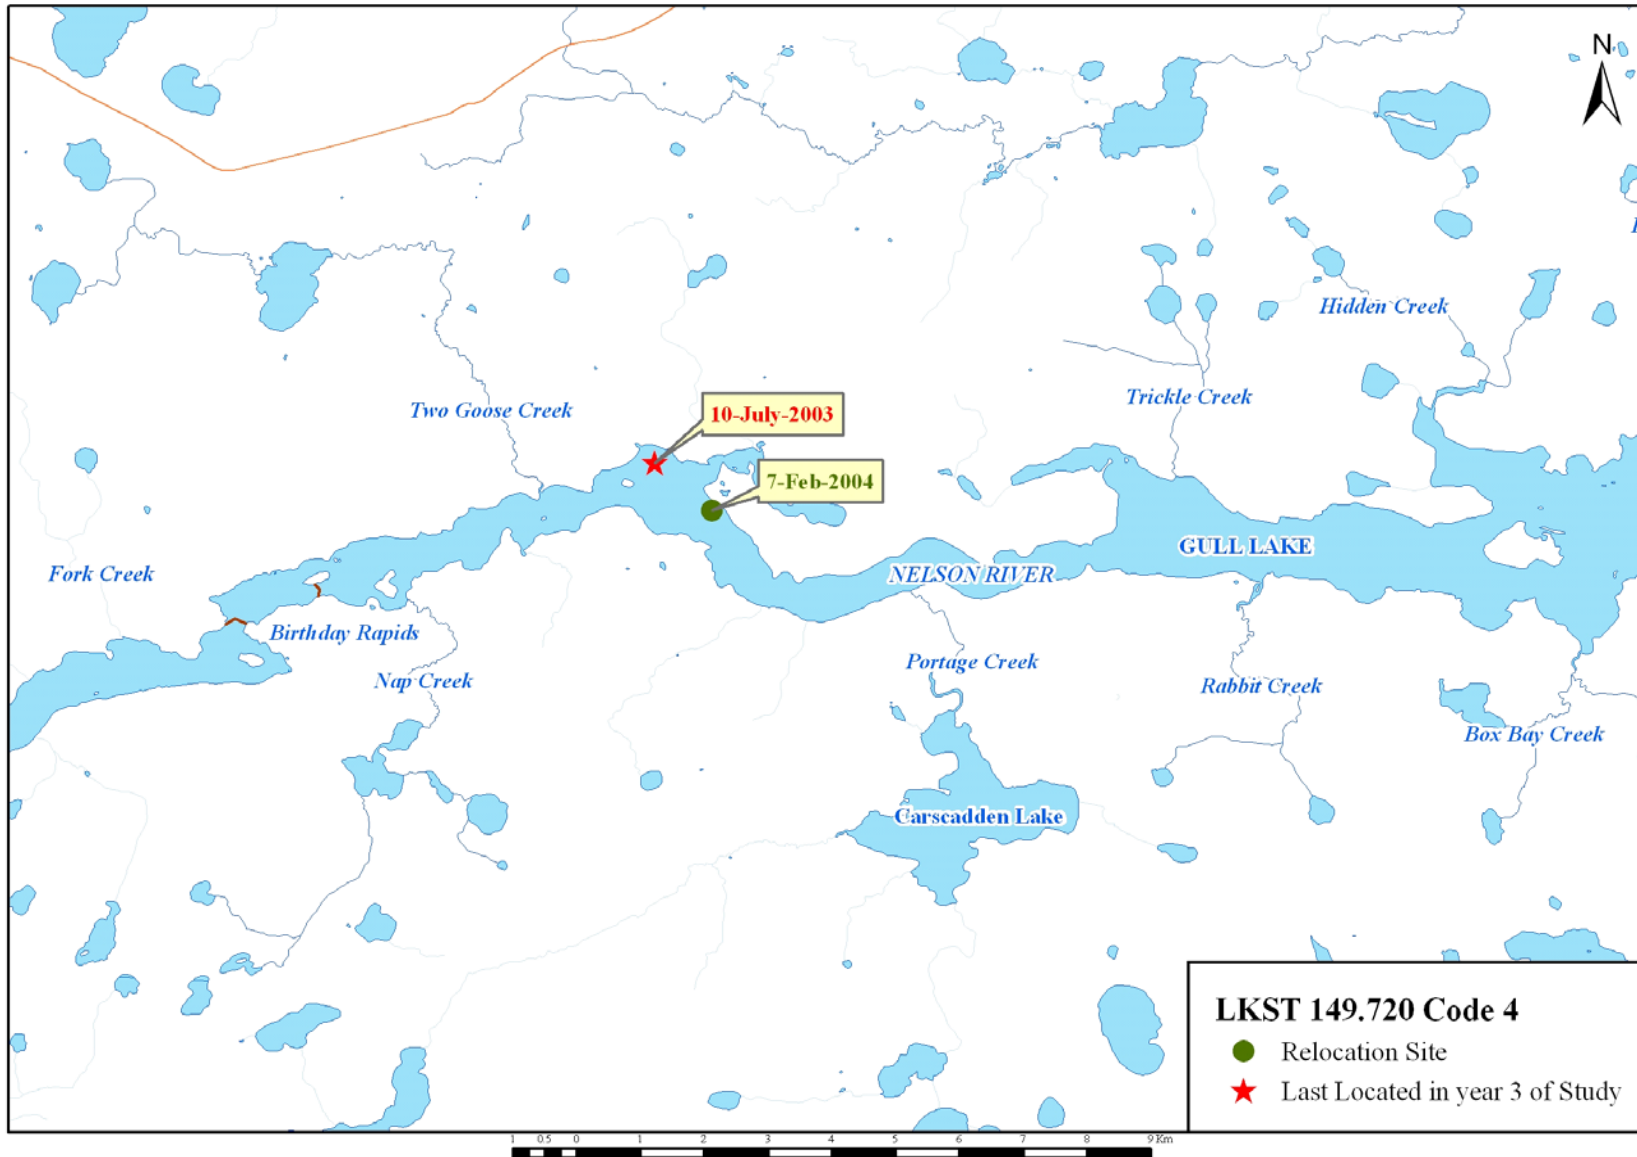 N
Hidden Creek
Two Goose Creek
10-July-2003
Trickle Creek
7-Feb-2004
GULL LAKE
Fork Creek
NELSON RIVER
Birthday Rapids
Portage Creek
Nap Creek
Rabbit Creek
Box Bay Creek
Carscadden Lake
LKST 149.720 Code 4
Relocation Site
Last Located in year 3 of Study
1 0.5 0 1 2 3 4 5 6 7 8 9 Km